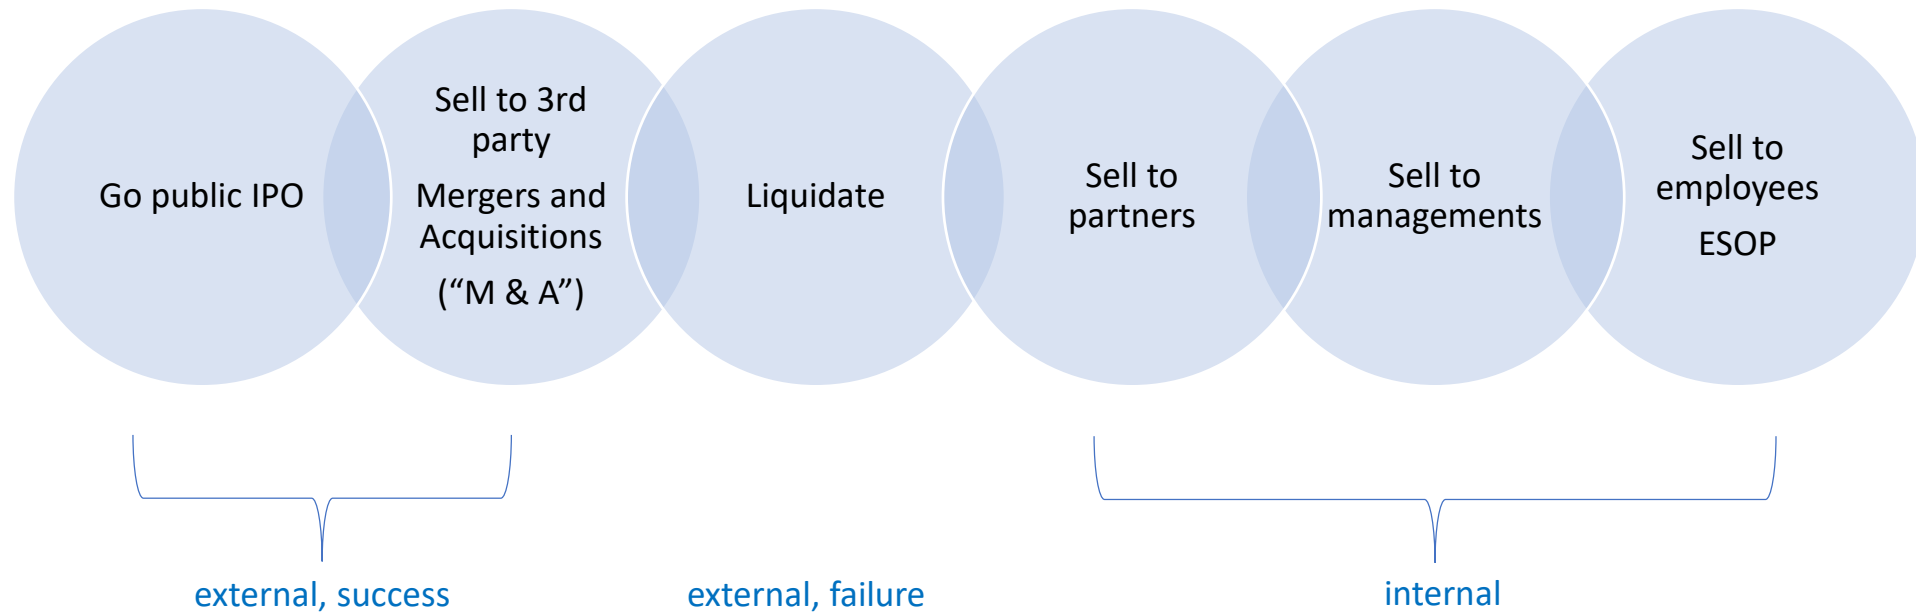 Go public IPO
Sell to 3rd
party
Mergers and
Acquisitions
(“M & A”)
Liquidate
Sell to
partners
Sell to
managements
Sell to
employees
ESOP
external, success
external, failure
internal